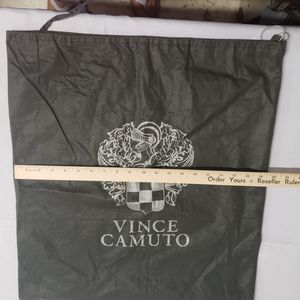 Order Yours = Reseller Ruler
VINCE
CAMUTO